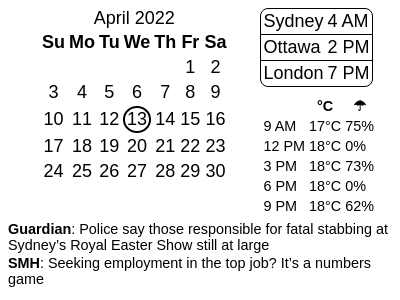 April 2022
Su Mo Tu We Th Fr Sa
1 2
3 4 5 6 7 8 9
10 11 12 13 14 15 16
17 18 19 20 21 22 23
24 25 26 27 28 29 30
Sydney 4 AM
Ottawa 2 PM
London 7 PM
°C ☂
9 AM 17°C 75%
12 PM 18°C 0%
3 PM 18°C 73%
6 PM 18°C 0%
9 PM 18°C 62%
Guardian: Police say those responsible for fatal stabbing at
Sydney’s Royal Easter Show still at large
SMH: Seeking employment in the top job? It’s a numbers
game